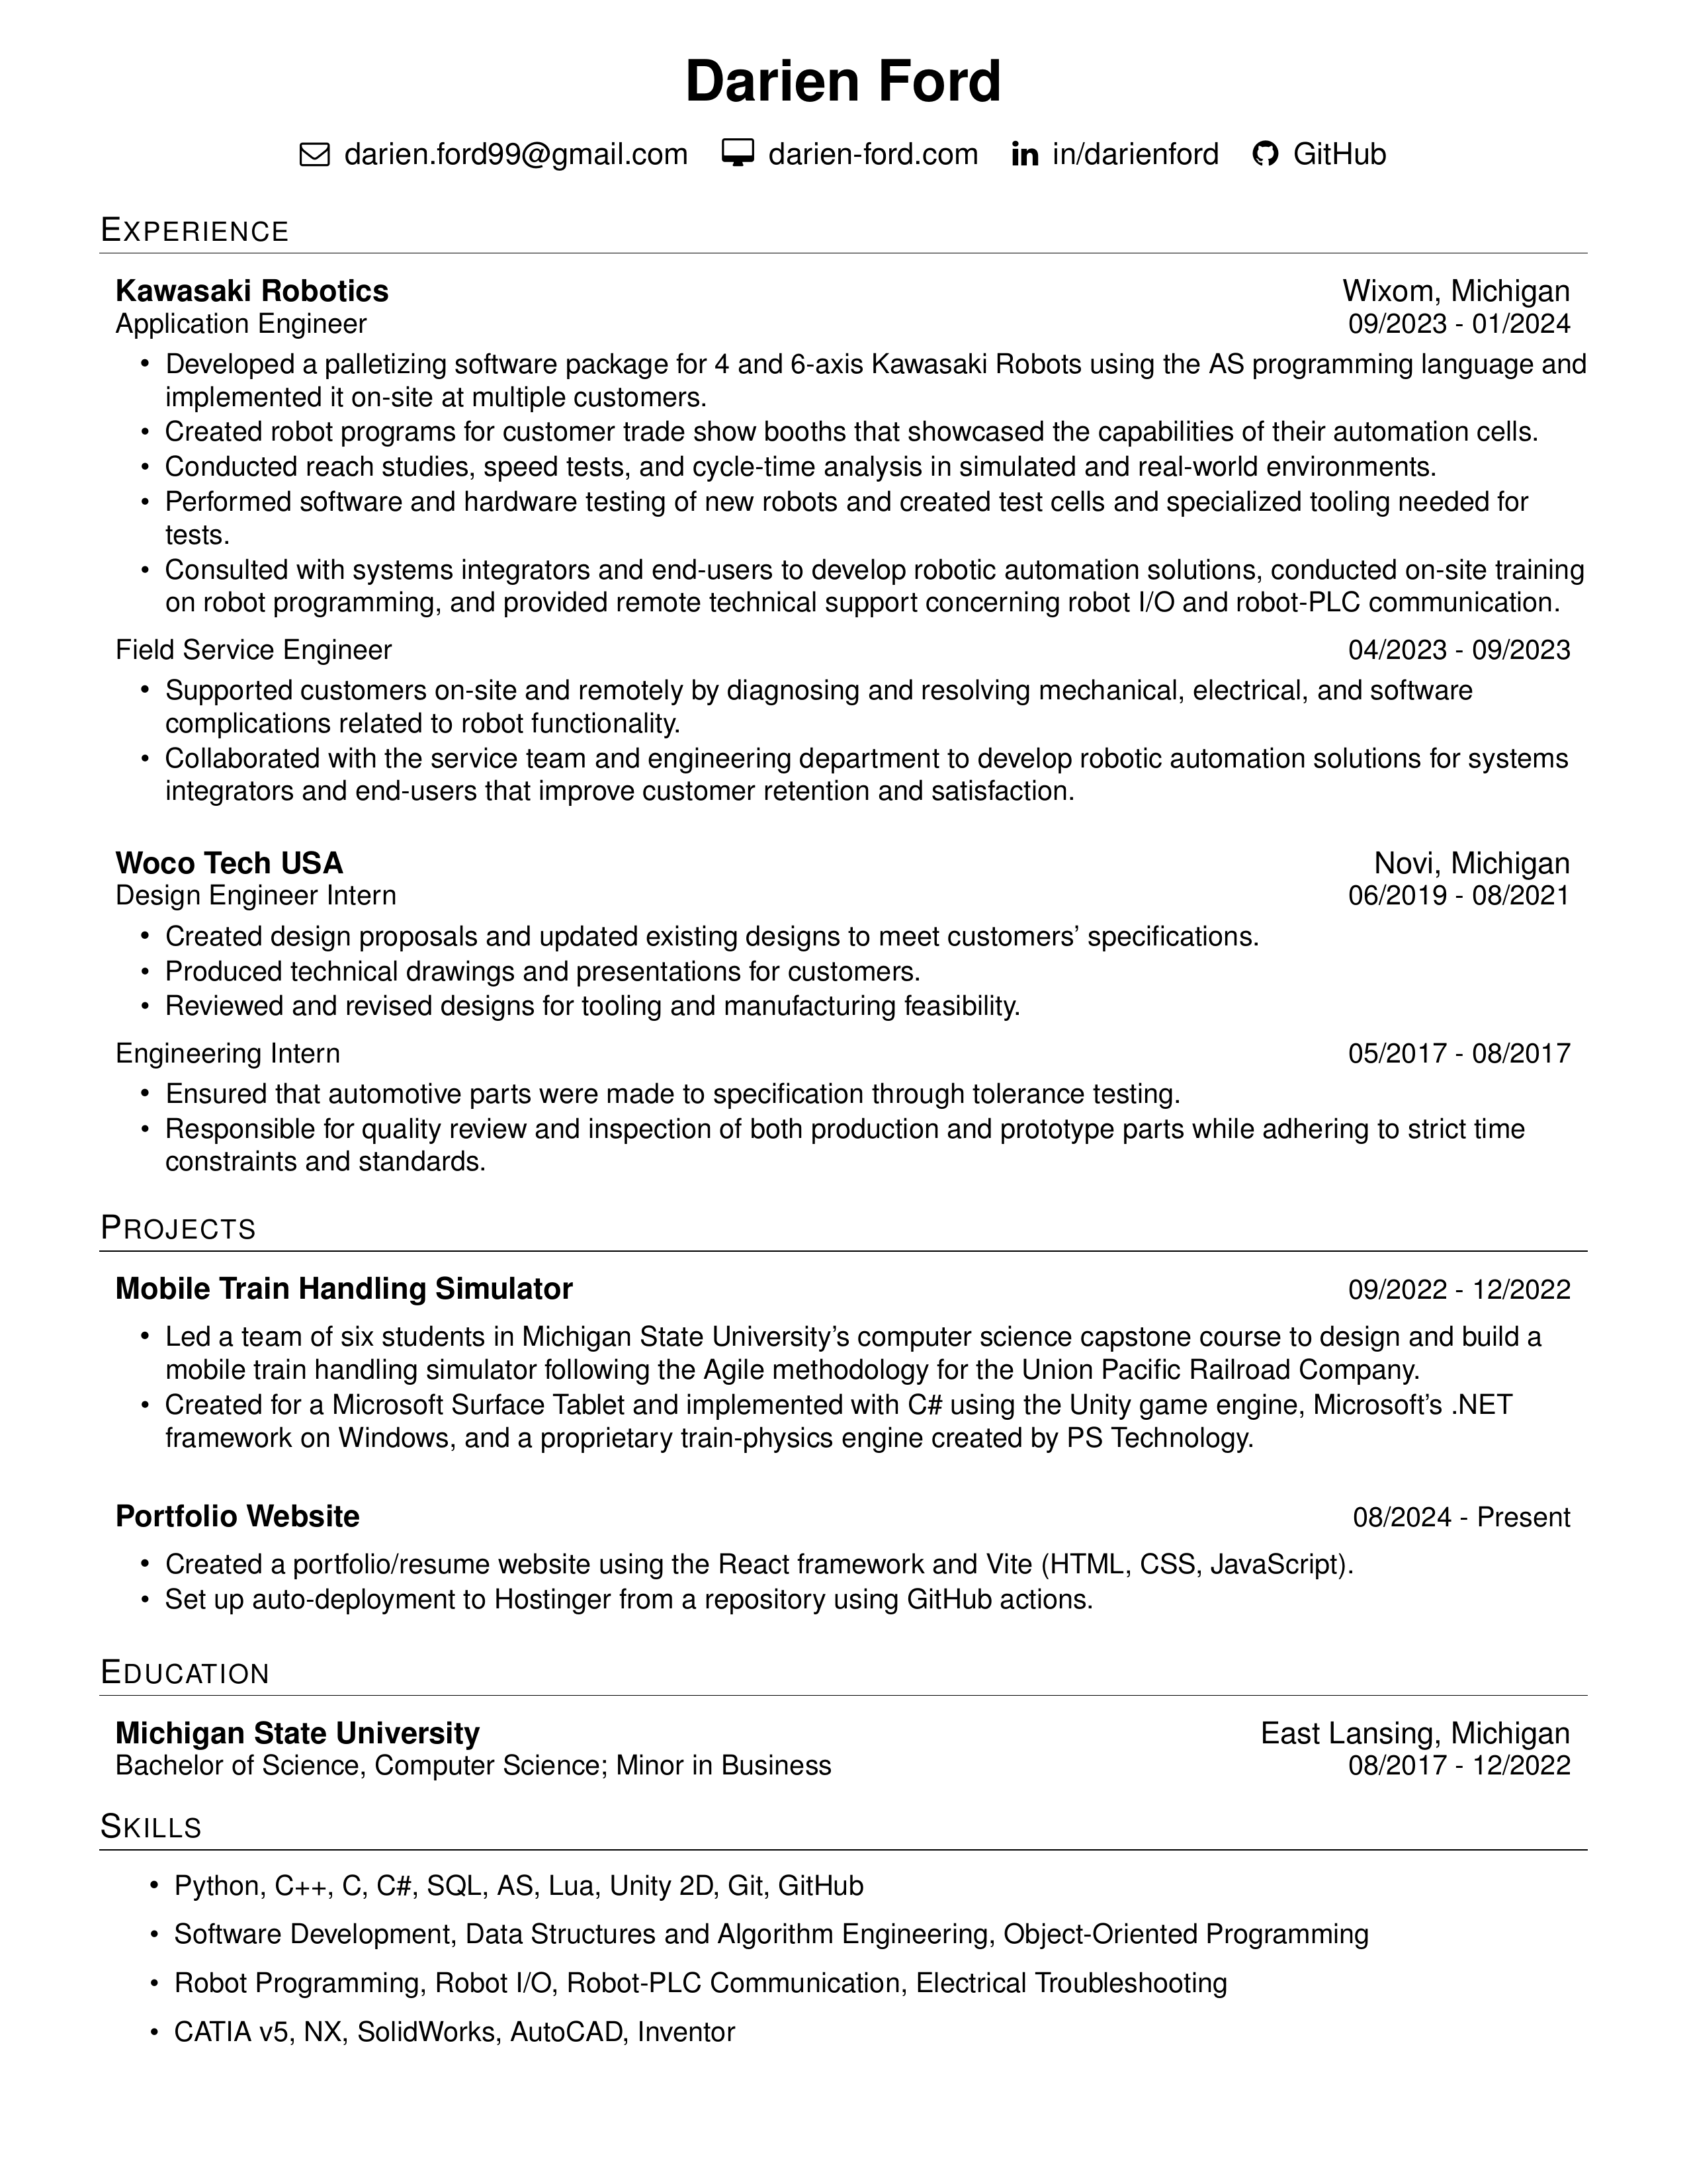 Darien Ford
darien.ford99@gmail.com darien-ford.com in/darienford GitHub
EXPERIENCE
Kawasaki Robotics Wixom, Michigan
Application Engineer 09/2023 - 01/2024
• Developed a palletizing software package for 4 and 6-axis Kawasaki Robots using the AS programming language and
implemented it on-site at multiple customers.
• Created robot programs for customer trade show booths that showcased the capabilities of their automation cells.
• Conducted reach studies, speed tests, and cycle-time analysis in simulated and real-world environments.
• Performed software and hardware testing of new robots and created test cells and specialized tooling needed for
tests.
• Consulted with systems integrators and end-users to develop robotic automation solutions, conducted on-site training
on robot programming, and provided remote technical support concerning robot I/O and robot-PLC communication.
Field Service Engineer 04/2023 - 09/2023
• Supported customers on-site and remotely by diagnosing and resolving mechanical, electrical, and software
complications related to robot functionality.
• Collaborated with the service team and engineering department to develop robotic automation solutions for systems
integrators and end-users that improve customer retention and satisfaction.
Woco Tech USA Novi, Michigan
Design Engineer Intern 06/2019 - 08/2021
• Created design proposals and updated existing designs to meet customers’ specifications.
• Produced technical drawings and presentations for customers.
• Reviewed and revised designs for tooling and manufacturing feasibility.
Engineering Intern 05/2017 - 08/2017
• Ensured that automotive parts were made to specification through tolerance testing.
• Responsible for quality review and inspection of both production and prototype parts while adhering to strict time
constraints and standards.
PROJECTS
Mobile Train Handling Simulator 09/2022 - 12/2022
• Led a team of six students in Michigan State University’s computer science capstone course to design and build a
mobile train handling simulator following the Agile methodology for the Union Pacific Railroad Company.
• Created for a Microsoft Surface Tablet and implemented with C# using the Unity game engine, Microsoft’s .NET
framework on Windows, and a proprietary train-physics engine created by PS Technology.
Portfolio Website 08/2024 - Present
• Created a portfolio/resume website using the React framework and Vite (HTML, CSS, JavaScript).
• Set up auto-deployment to Hostinger from a repository using GitHub actions.
EDUCATION
Michigan State University East Lansing, Michigan
Bachelor of Science, Computer Science; Minor in Business 08/2017 - 12/2022
SKILLS
• Python, C++, C, C#, SQL, AS, Lua, Unity 2D, Git, GitHub
• Software Development, Data Structures and Algorithm Engineering, Object-Oriented Programming
• Robot Programming, Robot I/O, Robot-PLC Communication, Electrical Troubleshooting
• CATIA v5, NX, SolidWorks, AutoCAD, Inventor